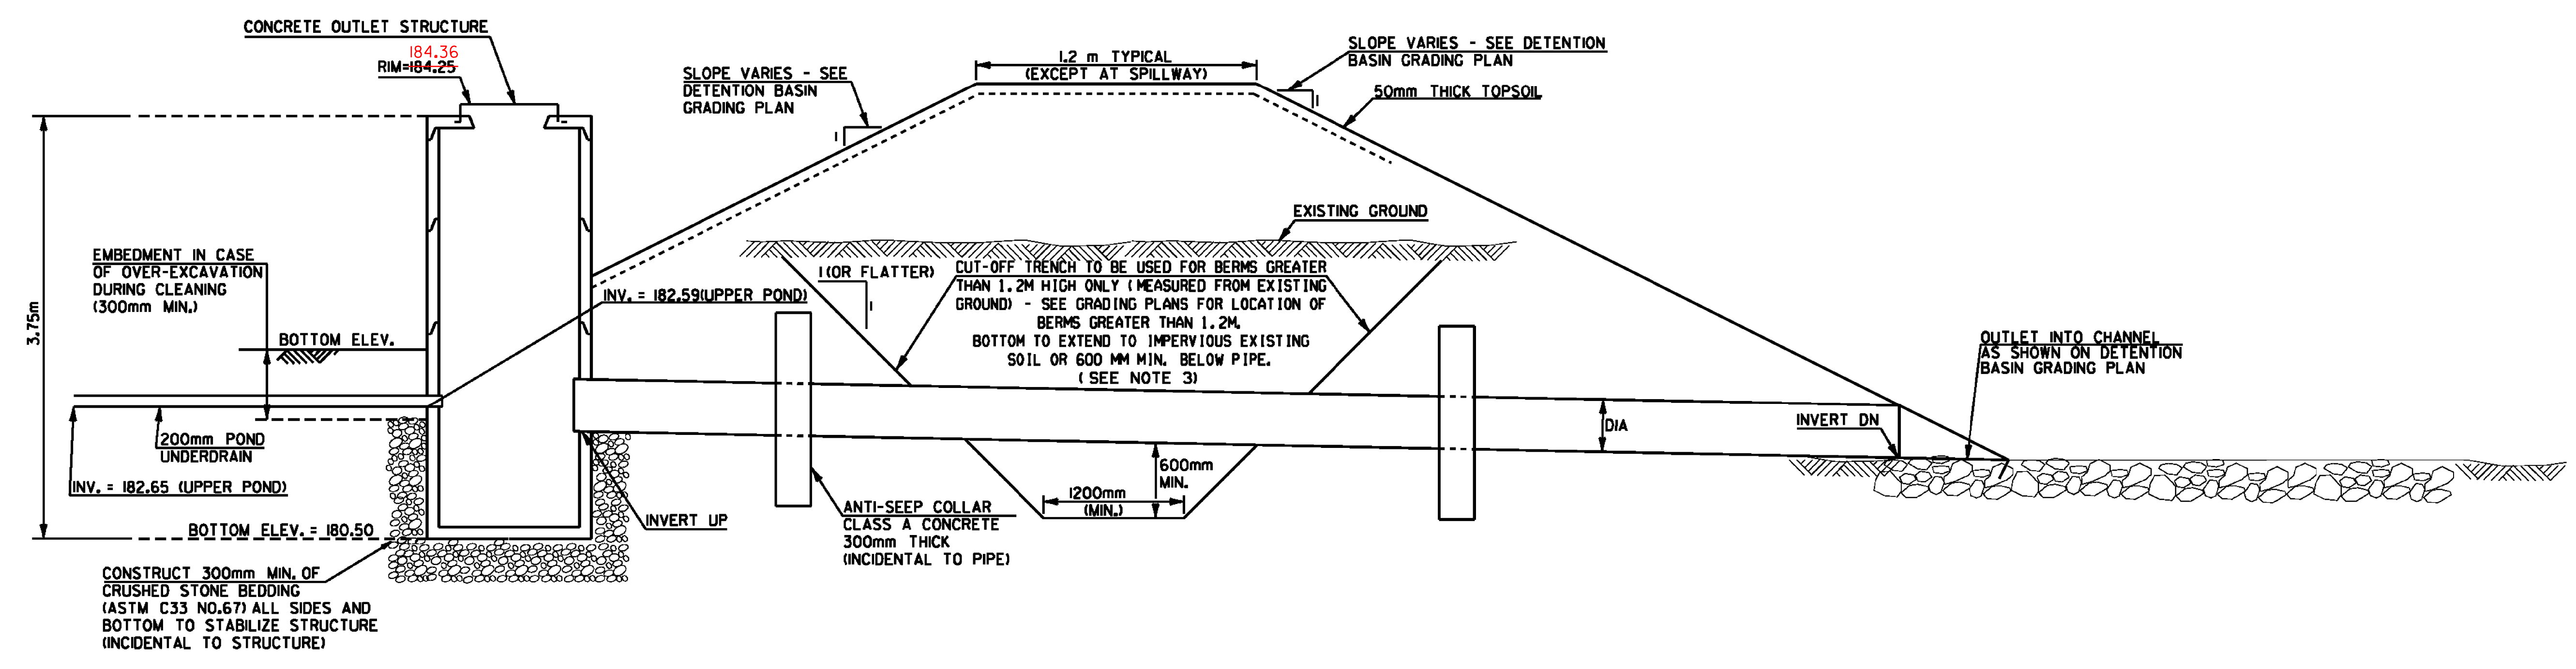 CONCRETE OUTLET STRUCTURE
184.36
RIM=184.25
SLOPE VARIES - SEE
DETENTION BASIN
GRADING PLAN
1.2 m TYPICAL
(EXCEPT AT SPILLWAY)
SLOPE VARIES - SEE DETENTION
BASIN GRADING PLAN
50mm THICK TOPSOIL
1
1
EXISTING GROUND
3.75m
EMBEDMENT IN CASE
OF OVER-EXCAVATION
DURING CLEANING
(300mm MIN.)
BOTTOM ELEV.
INV. = 182.59(UPPER POND)
1(OR FLATTER)
1
CUT-OFF TRENCH TO BE USED FOR BERMS GREATER
THAN 1.2M HIGH ONLY (MEASURED FROM EXISTING
GROUND) - SEE GRADING PLANS FOR LOCATION OF
BERMS GREATER THAN 1.2M.
BOTTOM TO EXTEND TO IMPERVIOUS EXISTING
SOIL OR 600 MM MIN. BELOW PIPE.
(SEE NOTE 3)
OUTLET INTO CHANNEL
AS SHOWN ON DETENTION
BASIN GRADING PLAN
INVERT DN
DIA
200mm POND
UNDERDRAIN
INV. = 182.65 (UPPER POND)
600mm
MIN.
1200mm
(MIN.)
INVERT UP
ANTI-SEEP COLLAR
CLASS A CONCRETE
300mm THICK
(INCIDENTAL TO PIPE)
BOTTOM ELEV. = 180.50
CONSTRUCT 300mm MIN. OF
CRUSHED STONE BEDDING
(ASTM C33 NO.67) ALL SIDES AND
BOTTOM TO STABILIZE STRUCTURE
(INCIDENTAL TO STRUCTURE)